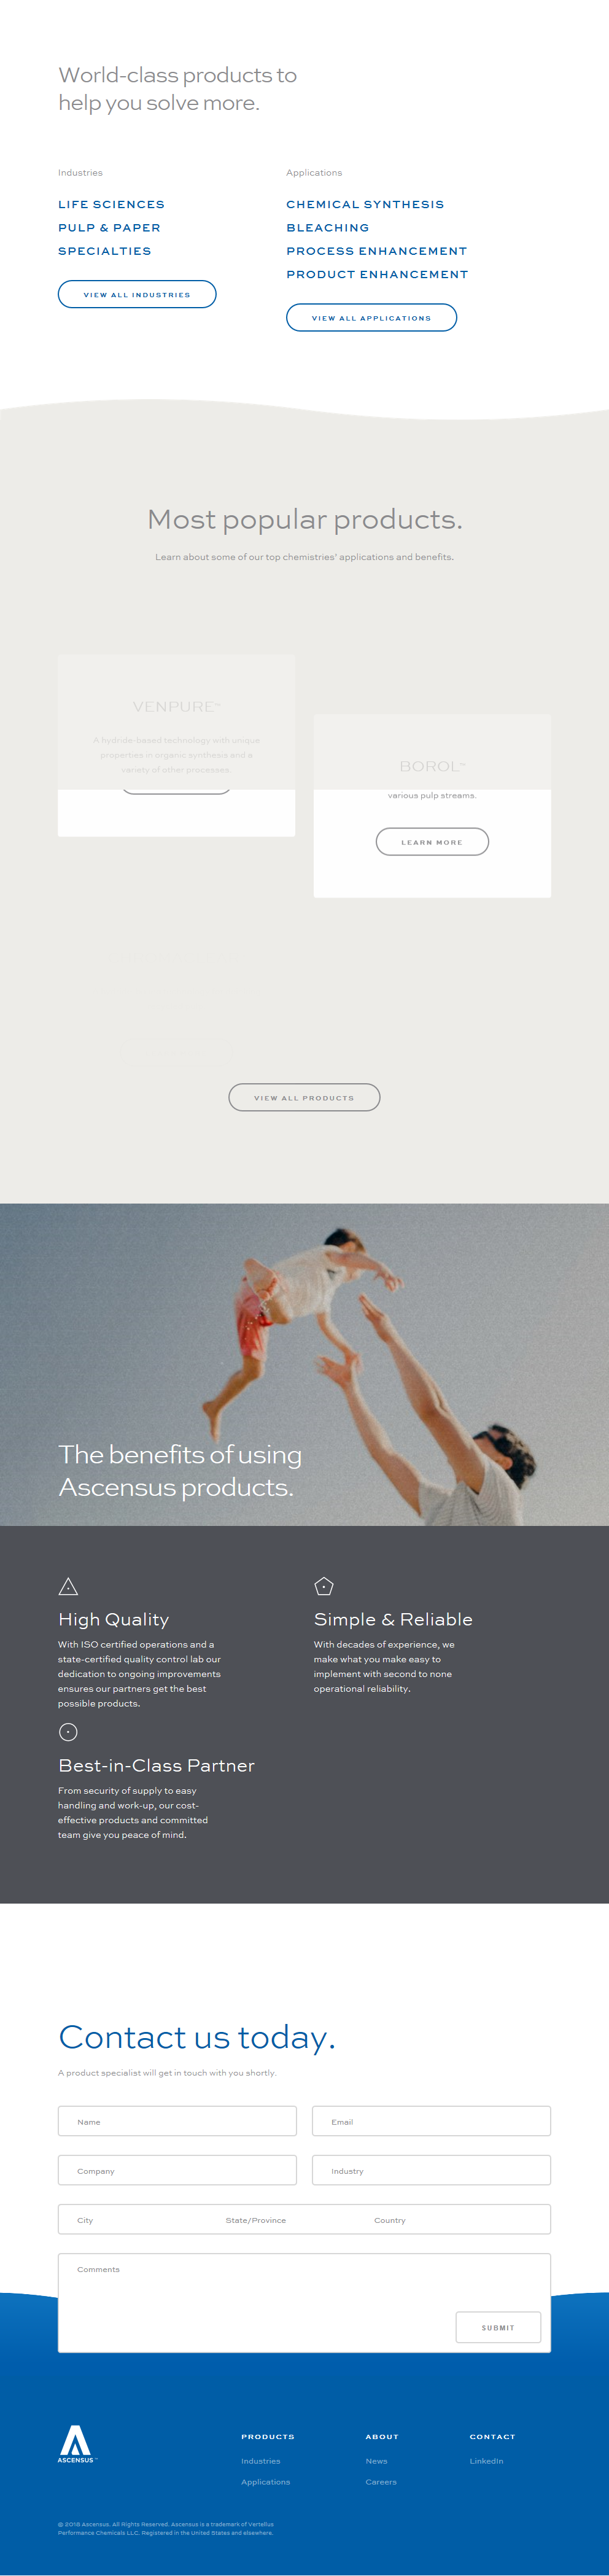 World-class products to
help you solve more.
Industries
LIFE SCIENCES
PULP & PAPER
SPECIALTIES
VIEW ALL INDUSTRIES
Applications
CHEMICAL SYNTHESIS
BLEACHING
PROCESS ENHANCEMENT
PRODUCT ENHANCEMENT
VIEW ALL APPLICATIONS
Most popular products.
Learn about some of our top chemistries' applications and benefits.
VENPURE™
A hydride-based technology with unique
properties in organic synthesis and a
variety of other processes.
BOROL™
various pulp streams.
LEARN MORE
VIEW ALL PRODUCTS
The benefits of using
Ascensus products.
High Quality
With ISO certified operations and a
state-certified quality control lab our
dedication to ongoing improvements
ensures our partners get the best
possible products.
Simple & Reliable
With decades of experience, we
make what you make easy to
implement with second to none
operational reliability.
Best-in-Class Partner
From security of supply to easy
handling and work-up, our cost-
effective products and committed
team give you peace of mind.
Contact us today.
A product specialist will get in touch with you shortly.
Name
Email
Company
Industry
City
State/Province
Country
Comments
SUBMIT
ASCENSUS™
PRODUCTS
Industries
Applications
ABOUT
News
Careers
CONTACT
LinkedIn
© 2016 Ascensus. All Rights Reserved. Ascensus is a trademark of Vertellus
Performance Chemicals LLC. Registered in the United States and elsewhere.